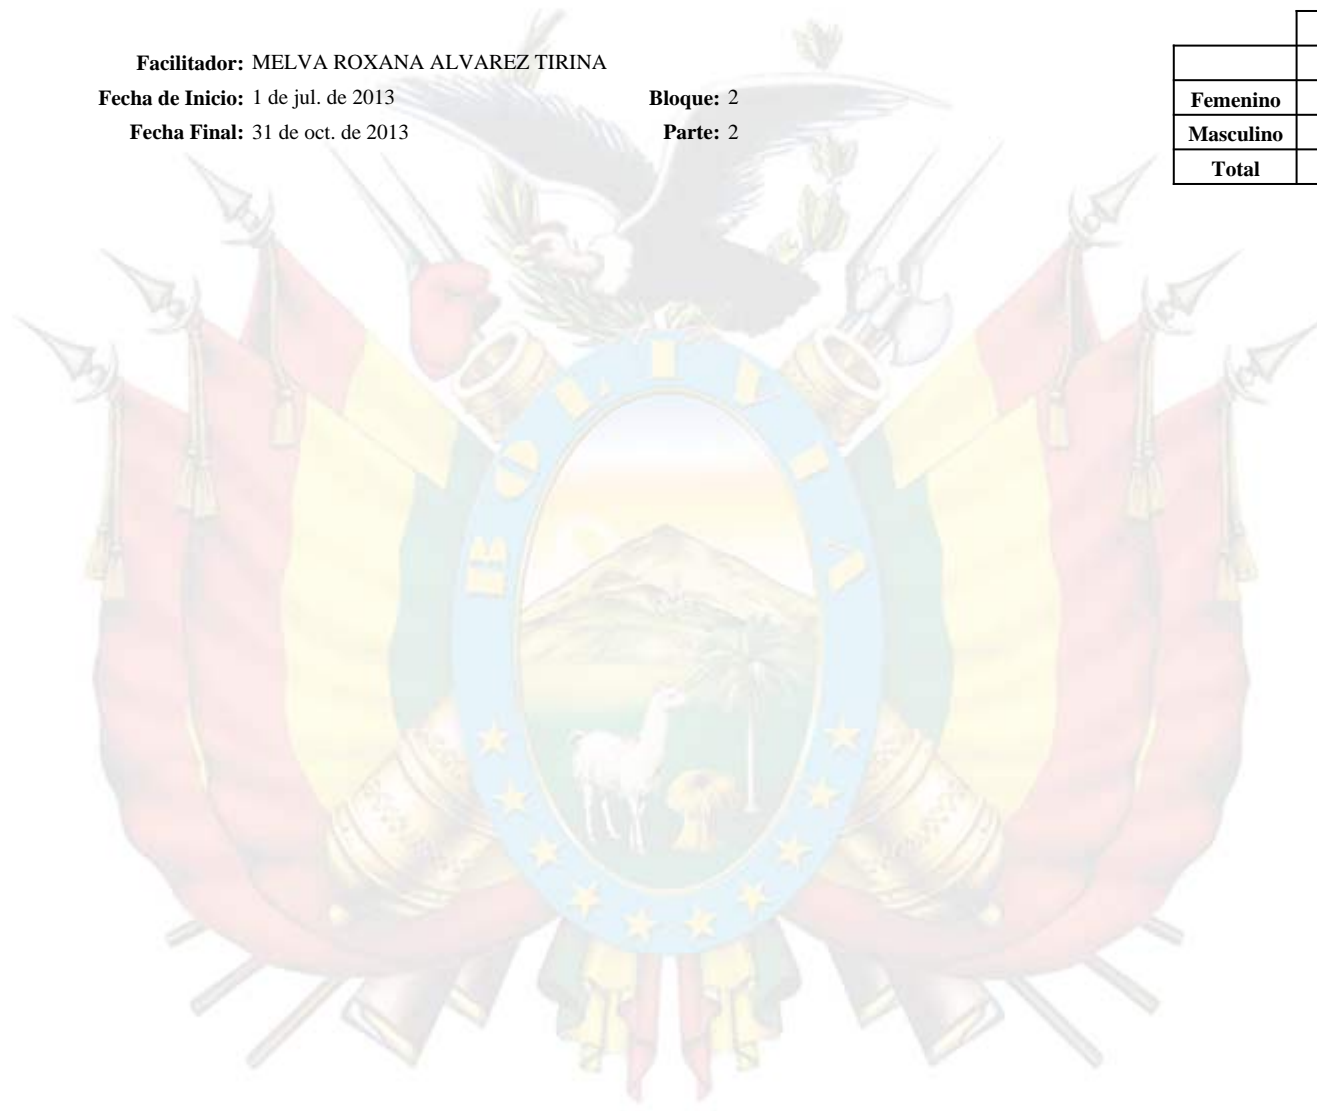 Facilitador: MELVA ROXANA ALVAREZ TIRINA
Fecha de Inicio: 1 de jul. de 2013 Bloque: 2
Fecha Final: 31 de oct. de 2013 Parte: 2
Femenino
Masculino
Total
BOLIVIA